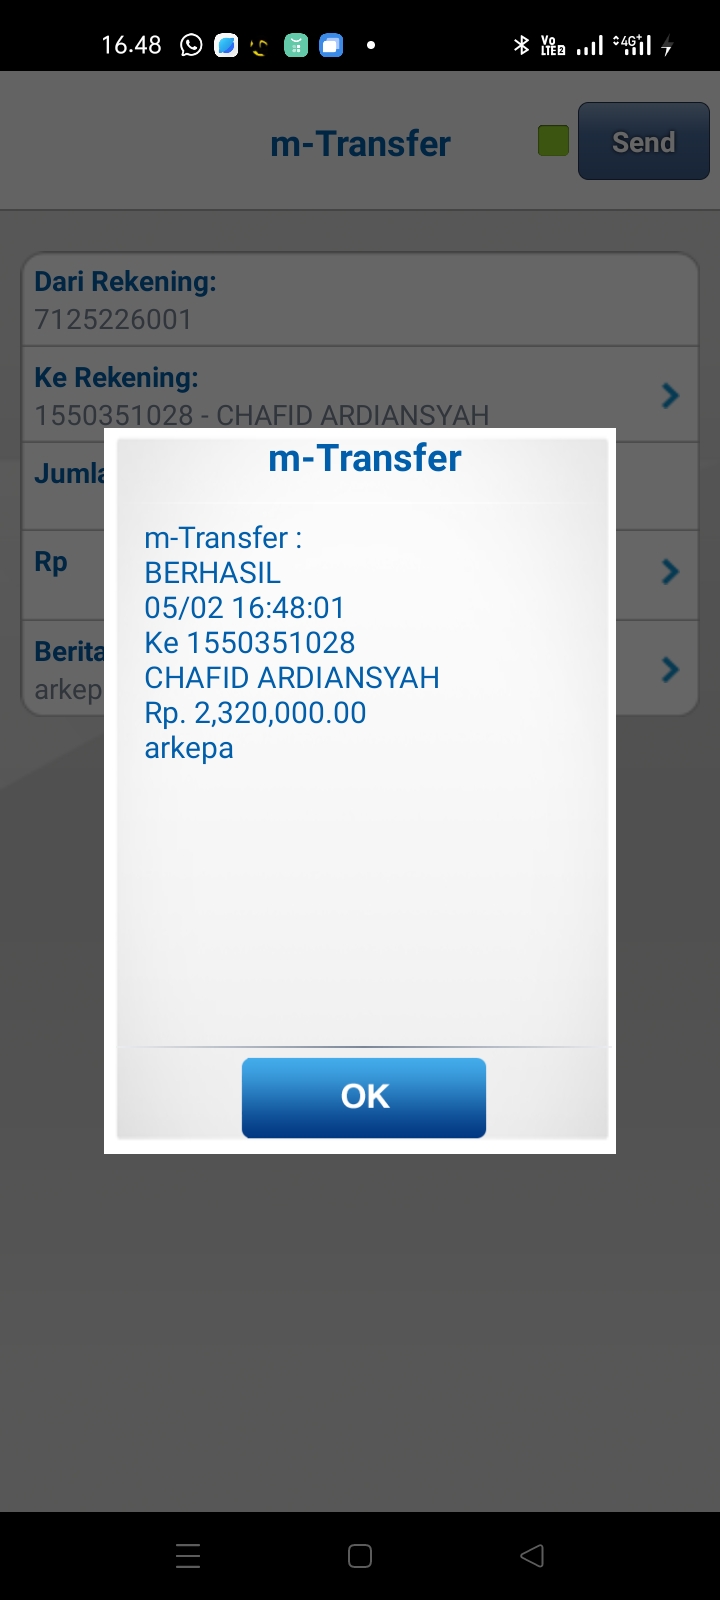 16.48
Vo
LTE2
4G+
m-Transfer
Send
Dari Rekening:
7125226001
Ke Rekening:
1550351028 - CHAFID ARDIANSYAH
Jumla
Rp
Berita
arkep
m-Transfer
m-Transfer :
BERHASIL
05/02 16:48:01
Ke 1550351028
CHAFID ARDIANSYAH
Rp. 2,320,000.00
arkepa
OK